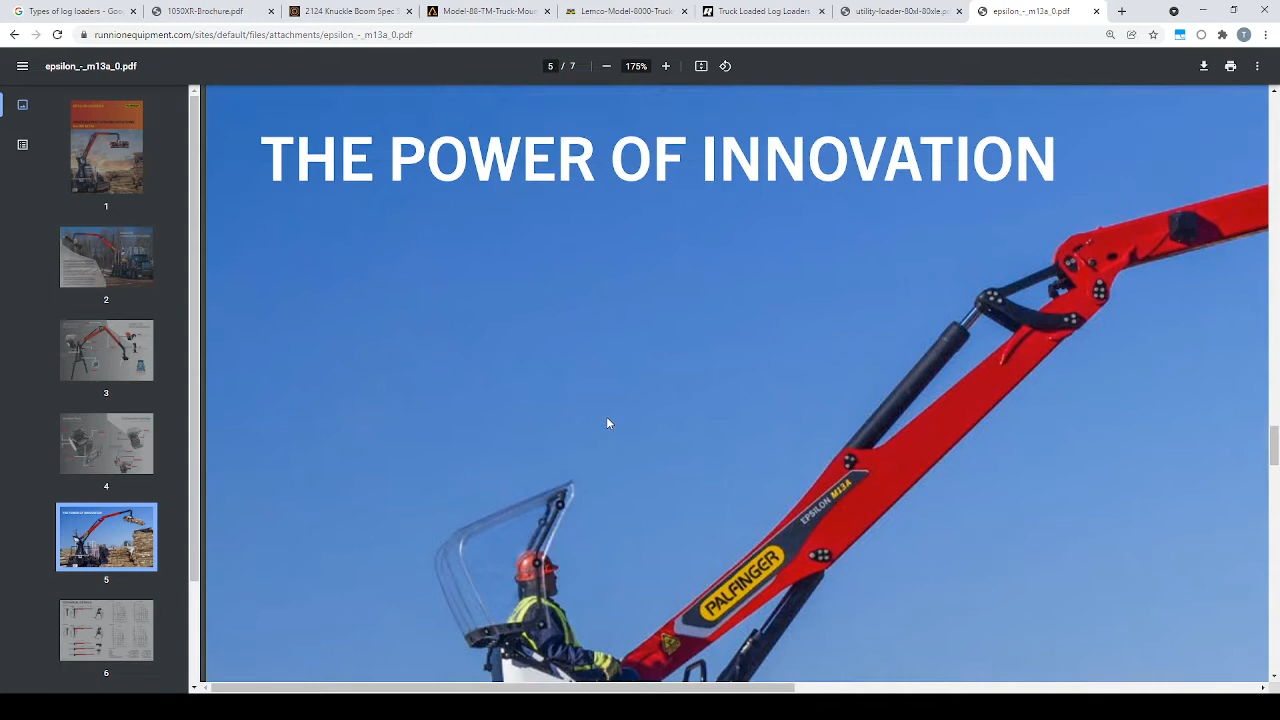 Types of log loaders - Goog
1050XR-Brochure.pdf
2124 Knuckle Boom Spec S
Model-88-TM-Truck-Mou
Lemco-Model-8000-Truck
Truck Loaded Log Loaders
utility-loader-80xl-80xle.p
epsilon_-_m13a_0.pdf
runnionequipment.com/sites/default/files/attachments/epsilon_-_m13a_0.pdf
T
epsilon_-_m13a_0.pdf
5 / 7
175%
1
2
3
4
5
6
THE POWER OF INNOVATION
EPSILON M13A
PALFINGER